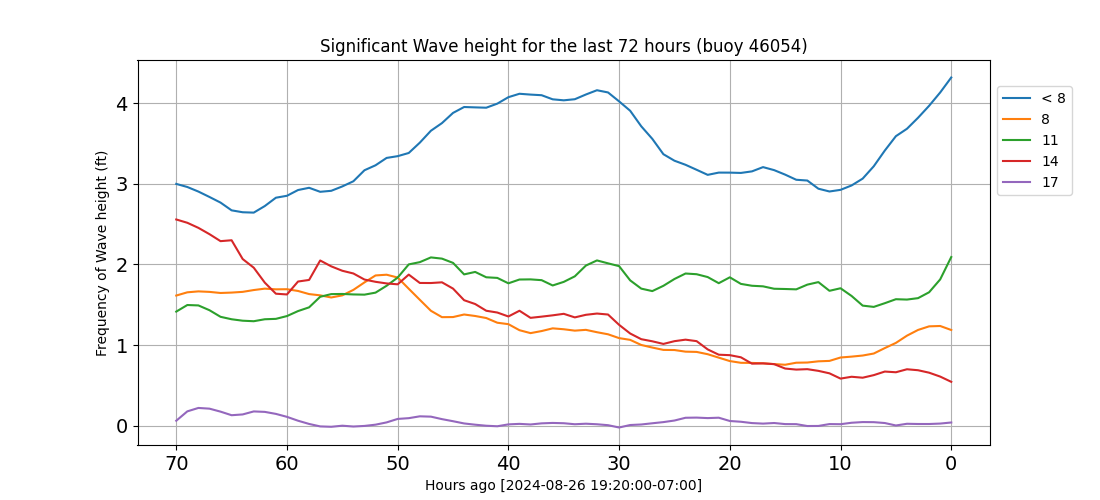 Significant Wave height for the last 72 hours (buoy 46054)
Frequency of Wave height (ft)
4
3
2
1
0
70 60 50 40 30 20 10 0
Hours ago [2024-08-26 19:20:00-07:00]
< 8
8
11
14
17